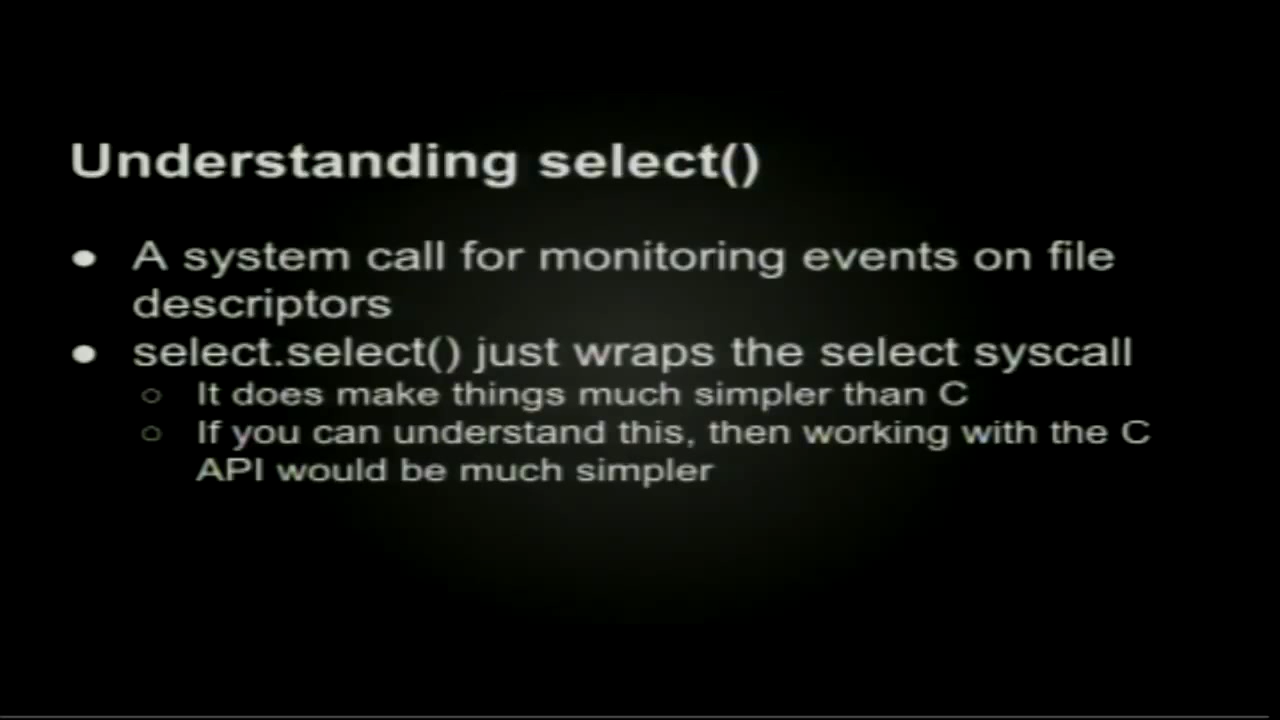 Understanding select()
● A system call for monitoring events on file
descriptors
● select.select() just wraps the select syscall
○ It does make things much simpler than C
○ If you can understand this, then working with the C
API would be much simpler